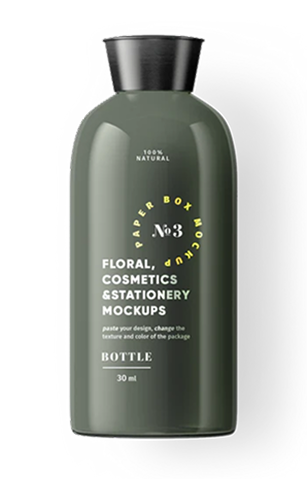 100%
NATURAL
PAPER BOX MOCKUP
№3
FLORAL,
COSMETICS
&STATIONERY
MOCKUPS
paste your design, change the
texture and color of the package
BOTTLE
30 ml